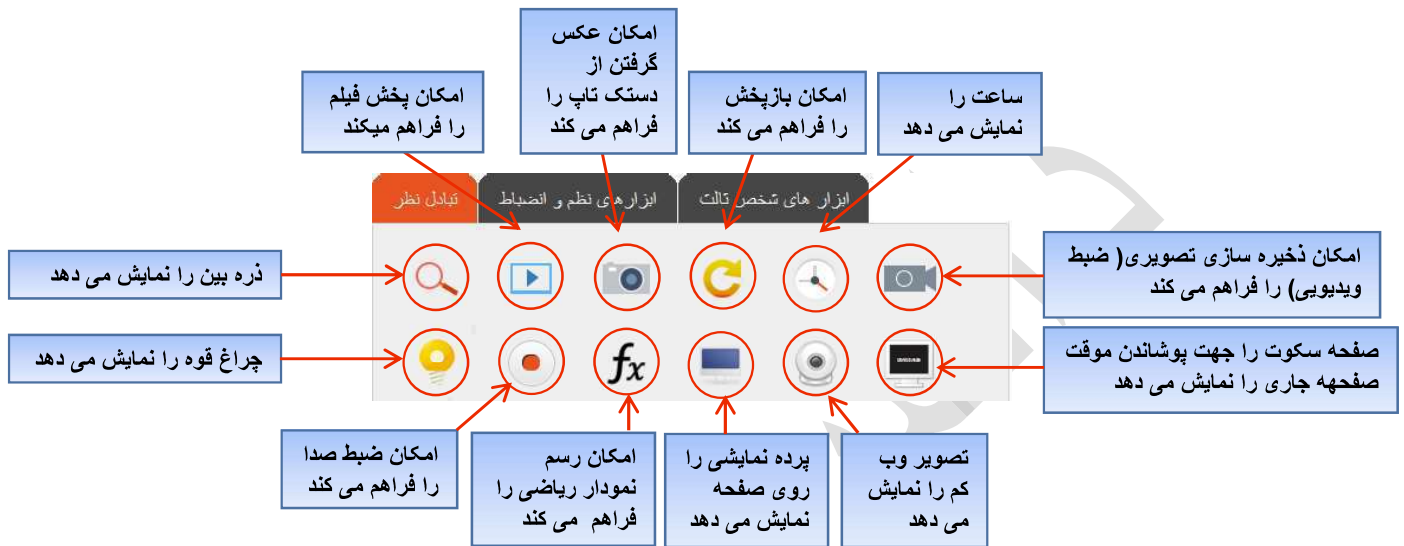 امکان عکس
گرفتن از
دستک تاپ را
فراهم می کند
امکان پخش فیلم
را فراهم میکند
امکان بازپخش
را فراهم می کند
ساعت را
نمایش می دهد
ابزار های شخص ثالث
ابزارهای نظم و انضباط
تبادل نظر
امکان ذخیره سازی تصویری( ضبط
ویدیویی) را فراهم می کند
ذره بین را نمایش می دهد
صفحه سکوت را جهت پوشاندن موقت
صفحهه جاری را نمایش می دهد
چراغ قوه را نمایش می دهد
fx
امکان ضبط صدا
را فراهم می کند
امکان رسم
نمودار ریاضی را
فراهم می کند
پرده نمایشی را
روی صفحه
نمایش می دهد
تصویر وب
کم را نمایش
می دهد